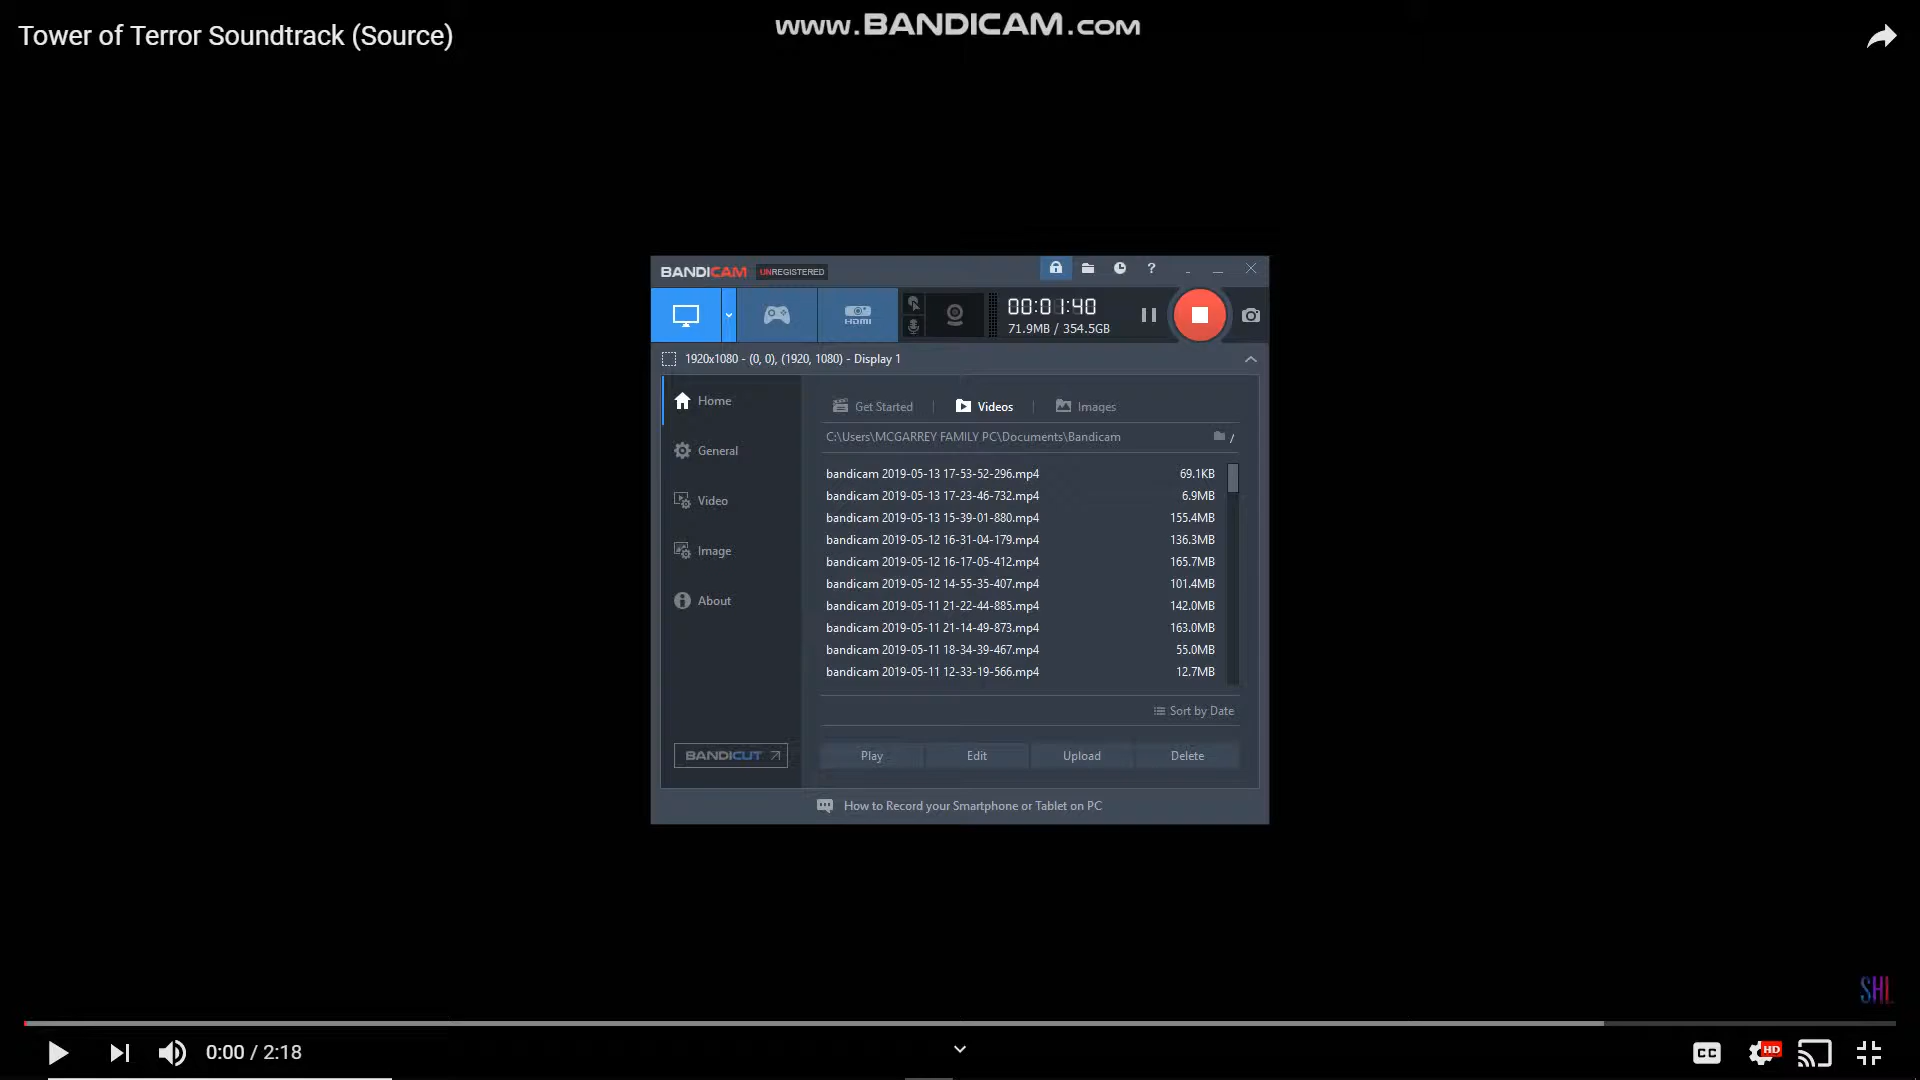 Tower of Terror Soundtrack (Source)
www.BANDICAM.COM
BANDICAM UNREGISTERED
?
HDMI
00:01:40
71.9MB / 354.5GB
1920x1080 - (0, 0), (1920, 1080) - Display 1
Home
General
Video
Image
About
BANDICUT
Get Started
Videos
Images
C:\Users\MCGARREY FAMILY PC\Documents\Bandicam /
bandicam 2019-05-13 17-53-52-296.mp4 69.1KB
bandicam 2019-05-13 17-23-46-732.mp4 6.9MB
bandicam 2019-05-13 15-39-01-880.mp4 155.4MB
bandicam 2019-05-12 16-31-04-179.mp4 136.3MB
bandicam 2019-05-12 16-17-05-412.mp4 165.7MB
bandicam 2019-05-12 14-55-35-407.mp4 101.4MB
bandicam 2019-05-11 21-22-44-885.mp4 142.0MB
bandicam 2019-05-11 21-14-49-873.mp4 163.0MB
bandicam 2019-05-11 18-34-39-467.mp4 55.0MB
bandicam 2019-05-11 12-33-19-566.mp4 12.7MB
Sort by Date
Play Edit Upload Delete
How to Record your Smartphone or Tablet on PC
SHI.
0:00 / 2:18
CC HD